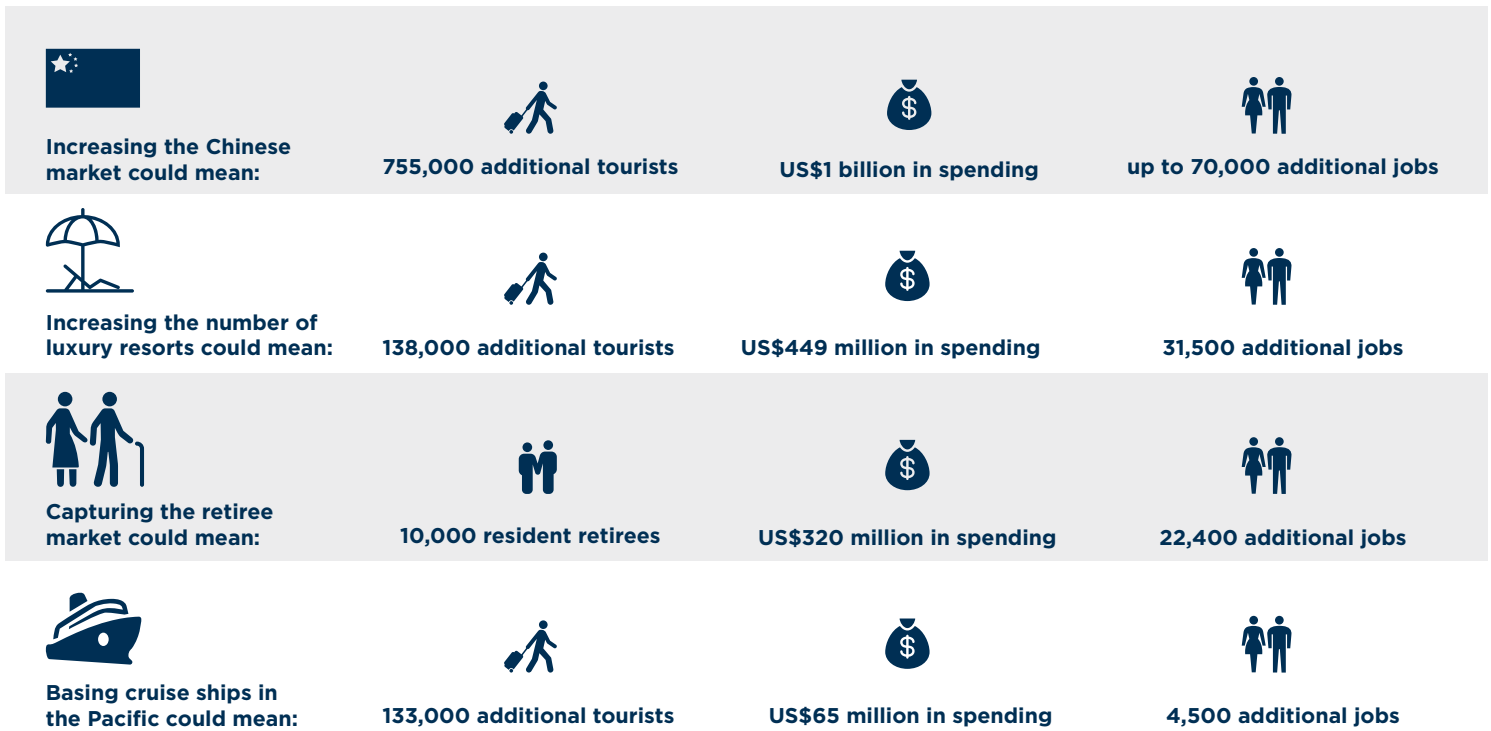 Increasing the Chinese
market could mean:
755,000 additional tourists
US$1 billion in spending
up to 70,000 additional jobs
Increasing the number of
luxury resorts could mean:
138,000 additional tourists
US$449 million in spending
31,500 additional jobs
Capturing the retiree
market could mean:
10,000 resident retirees
US$320 million in spending
22,400 additional jobs
Basing cruise ships in
the Pacific could mean:
133,000 additional tourists
US$65 million in spending
4,500 additional jobs